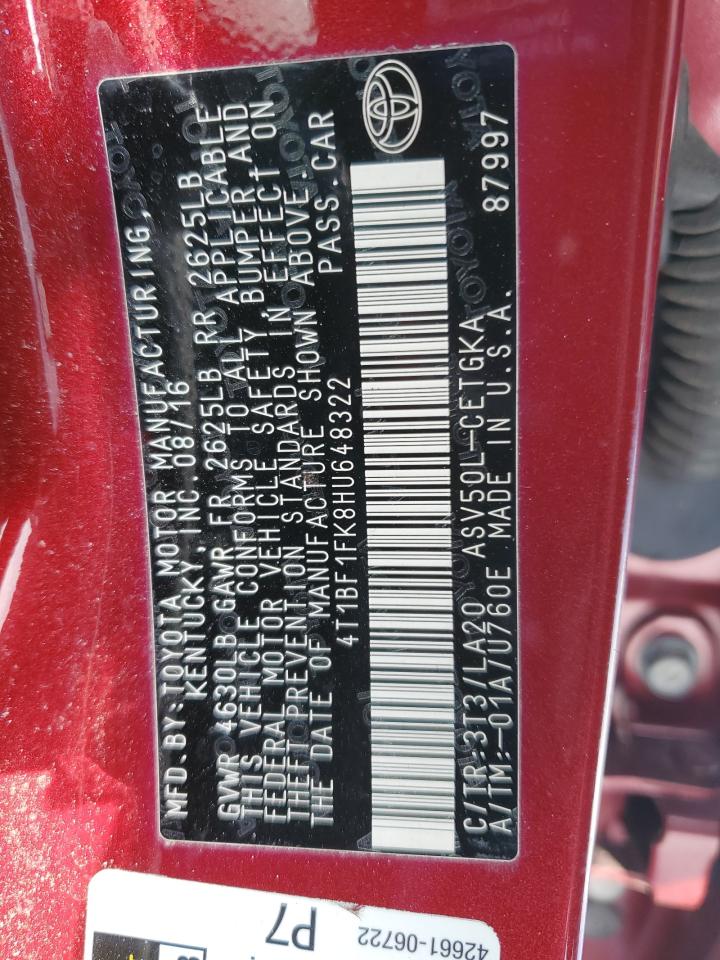 MFD.BY:TOYOTA MOTOR MANUFACTURING,
KENTUCKY, INC 08/16
GVWR 4630LB GAWR FR 2625LB RR 2625LB
THIS VEHICLE CONFORMS TO ALL APPLICABLE
FEDERAL MOTOR VEHICLE SAFETY, BUMPER, AND
THEFT PREVENTION STANDARDS IN EFFECT ON
THE DATE OF MANUFACTURE SHOWN ABOVE.
4T1BF1FK8HU648322 PASS.CAR
C/TR:3T3/LA20 ASV50L-CETGKA 87997
A/TM:-01A/U760E MADE IN U.S.A.
P7
42661-06722